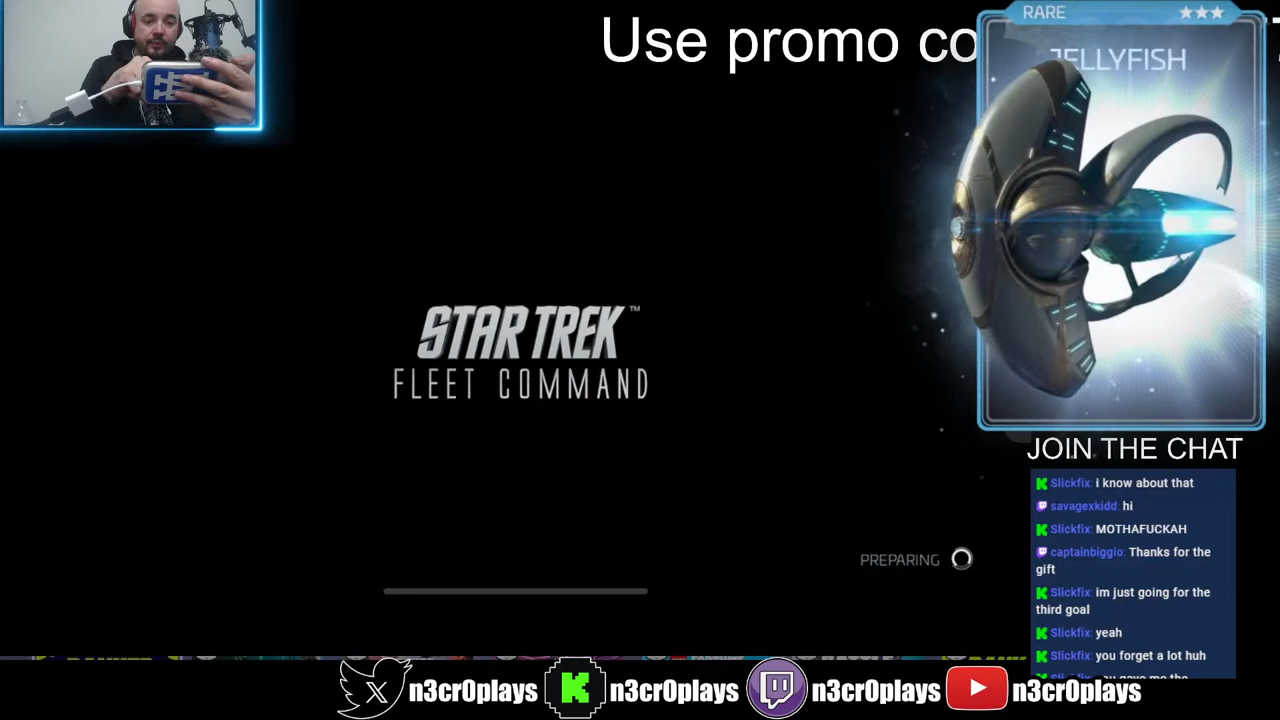 Use promo co
RARE
JELLYFISH
STAR TREK™
FLEET COMMAND
PREPARING
JOIN THE CHAT
Slickfix: i know about that
savagexkidd: hi
Slickfix: MOTHAFUCKAH
captainbiggio: Thanks for the
gift
Slickfix: im just going for the
third goal
Slickfix: yeah
Slickfix: you forget a lot huh
n3cr0plays
n3cr0plays
n3cr0plays
n3cr0plays